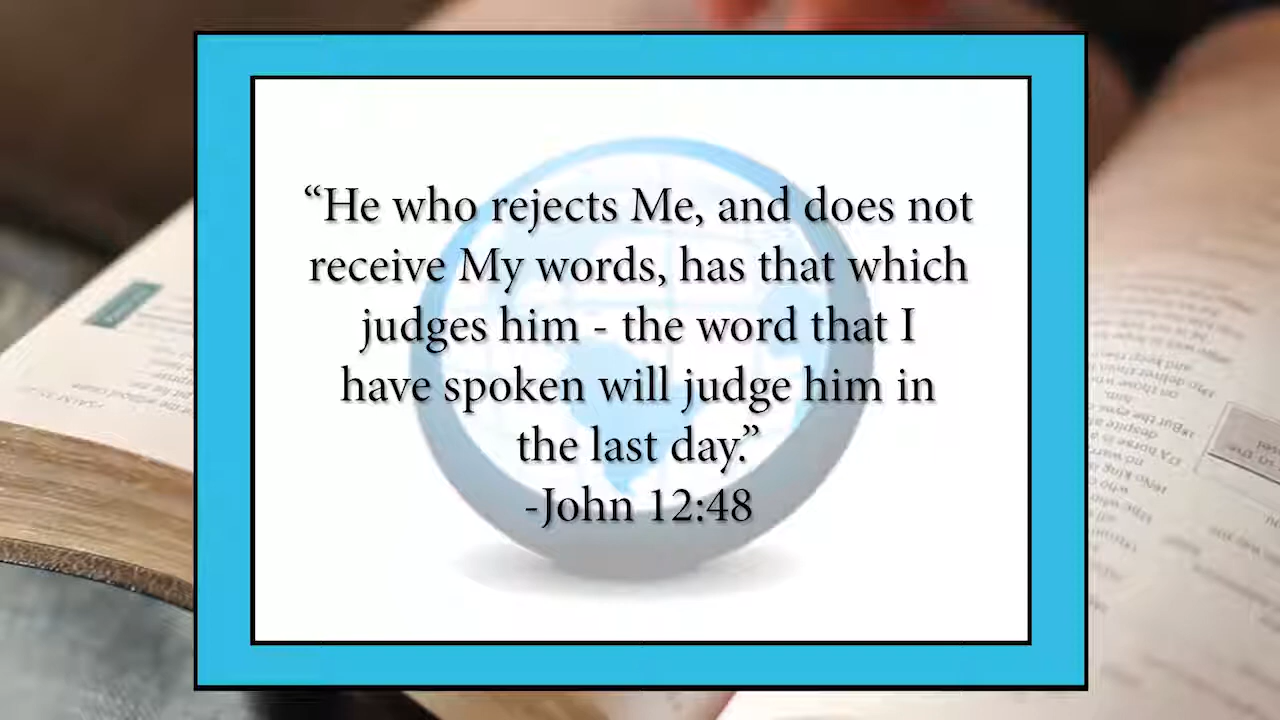 “He who rejects Me, and does not
receive My words, has that which
judges him - the word that I
have spoken will judge him in
the last day.”
-John 12:48